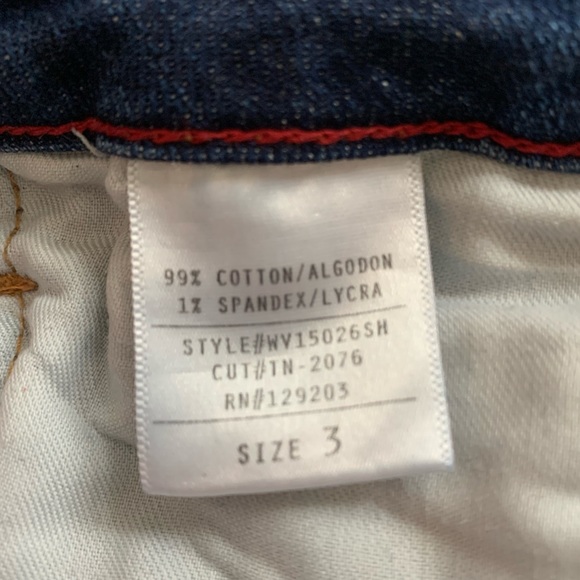 99% COTTON/ALGODON
1% SPANDEX/LYCRA
STYLE#WV15026SH
CUT#TN-2076
RN#129203
SIZE 3